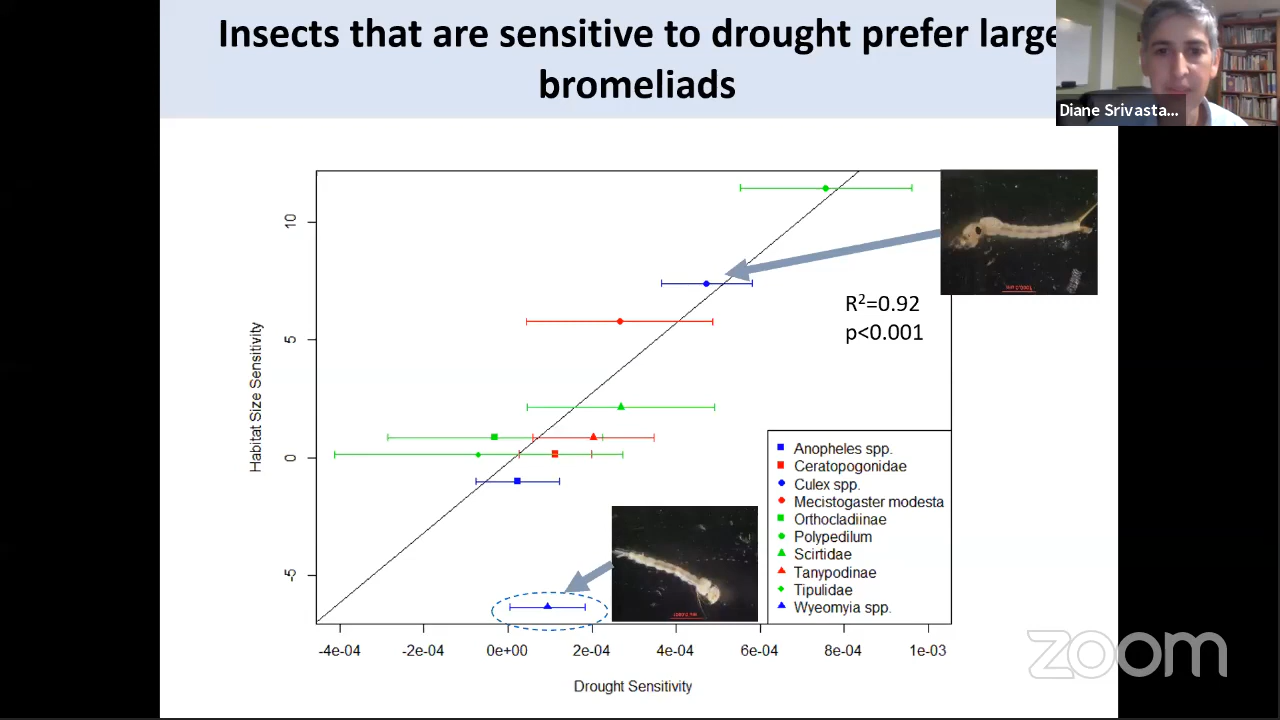 Insects that are sensitive to drought prefer large
bromeliads
Diane Srivasta...
R²=0.92
p<0.001
Habitat Size Sensitivity
10
5
0
-5
Anopheles spp.
Ceratopogonidae
Culex spp.
Mecistogaster modesta
Orthocladiinae
Polypedilum
Scirtidae
Tanypodinae
Tipulidae
Wyeomyia spp.
-4e-04 -2e-04 0e+00 2e-04 4e-04 6e-04 8e-04 1e-03
Drought Sensitivity
zoom